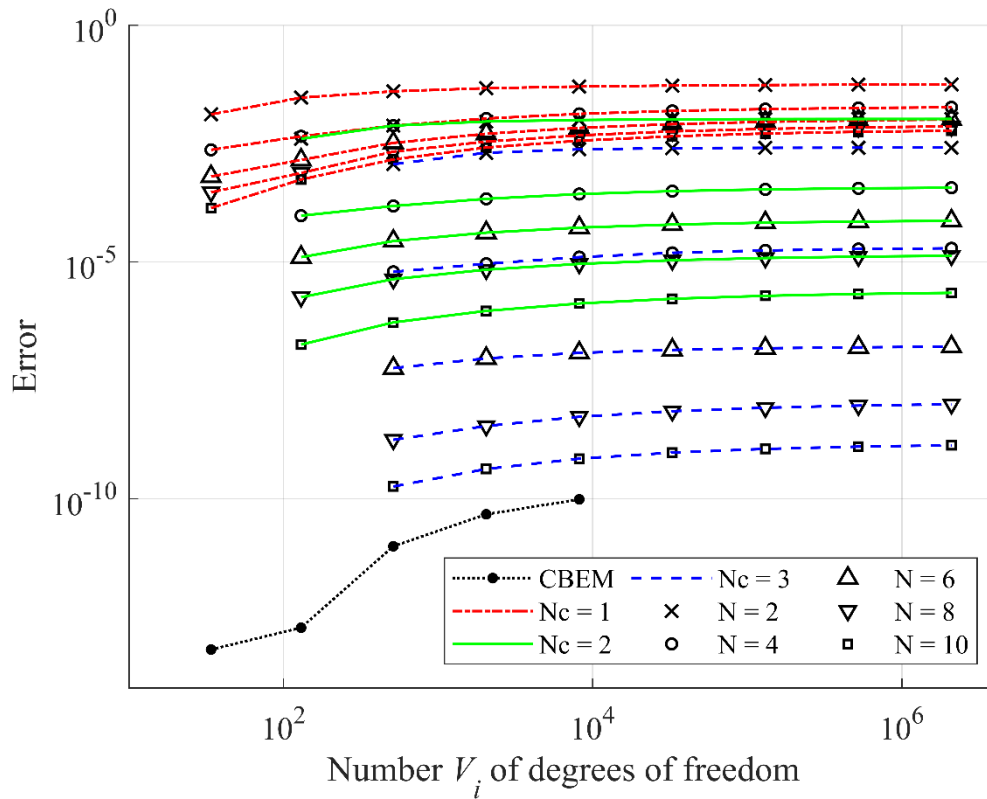 10^0
10^-5
10^-10
Error
CBEM Nc = 3 N = 6
Nc = 1 N = 2 N = 8
Nc = 2 N = 4 N = 10
10^2 10^4 10^6
Number V_i of degrees of freedom